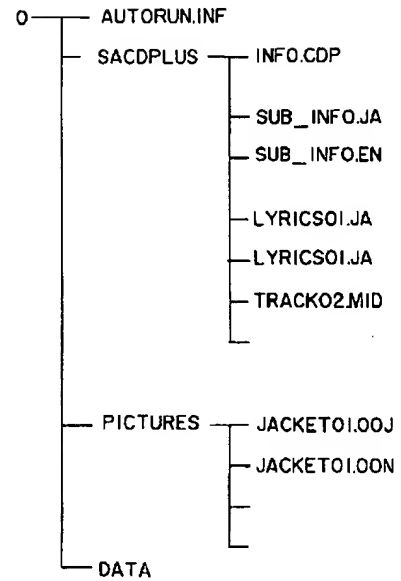 O AUTORUN.INF
SACDPLUS INFO.CDP
SUB_INFO.JA
SUB_INFO.EN
LYRICS01.JA
LYRICS01.JA
TRACK02.MID
PICTURES JACKET01.00J
JACKET01.00N
DATA